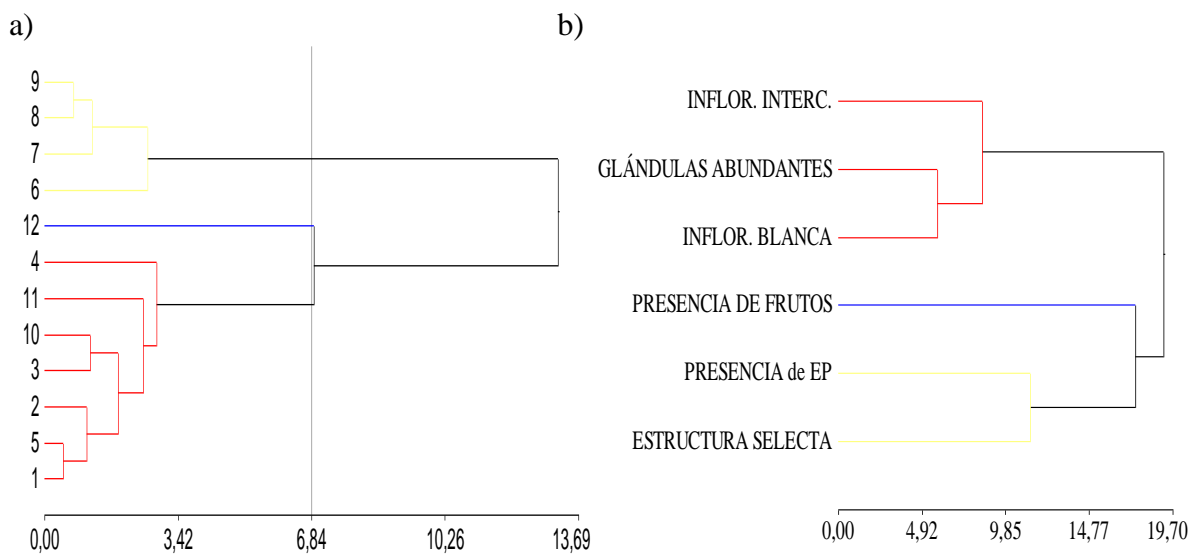 a)
9
8
7
6
12
4
11
10
3
2
5
1
0,00 3,42 6,84 10,26 13,69
b)
INFLOR. INTERC.
GLÁNDULAS ABUNDANTES
INFLOR. BLANCA
PRESENCIA DE FRUTOS
PRESENCIA de EP
ESTRUCTURA SELECTA
0,00 4,92 9,85 14,77 19,70